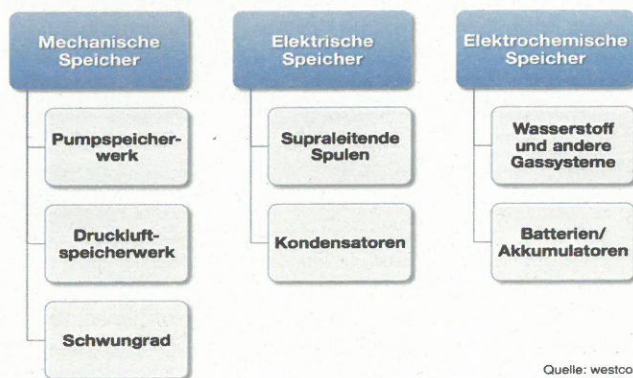 Mechanische
Speicher
Pumpspeicher-
werk
Druckluft-
speicherwerk
Schwungrad
Elektrische
Speicher
Supraleitende
Spulen
Kondensatoren
Elektrochemische
Speicher
Wasserstoff
und andere
Gassysteme
Batterien/
Akkumulatoren
Quelle: westco